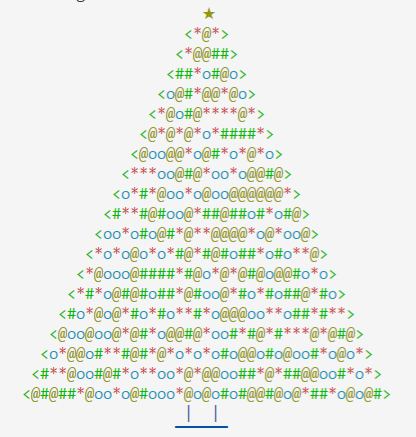 ★
<*@*>
<*@@##>
<##*o#@o>
<o@#*@@*@o>
<*@o#@****@*>
<@*@*@*o*####*>
<@oo@@*o@#*o*@*o>
<***oo@#@*oo*o@@#@>
<o*#*@oo*o@oo@@@@@@*>
<#**#@#oo@*##@##o#*o#@>
<oo*o#o@#*@**@@@@*o@*oo@>
<*o*o@o*o*#@*#@#o##*o#o**@>
<*@ooo@####*#@o*@*@#@o@@#o*o>
<*#*o@#@#o##*@#oo@*#o*#o##@*#o>
<#o*@o@*#o*#o**#*o@@@oo**o##*#**>
<@oo@oo@*@#*o@@#@*oo#*#@*#***@*@#@>
<o*@@o#**#@#*@*o*o*o#o@@o#o@oo#*o@o*>
<#**@oo#@#*o**oo*@*@@oo##*@*##@@oo#*o*>
<@#@##*@oo*o@#ooo*@o@o#o#@@#@o@*##*o@o@#>
| |